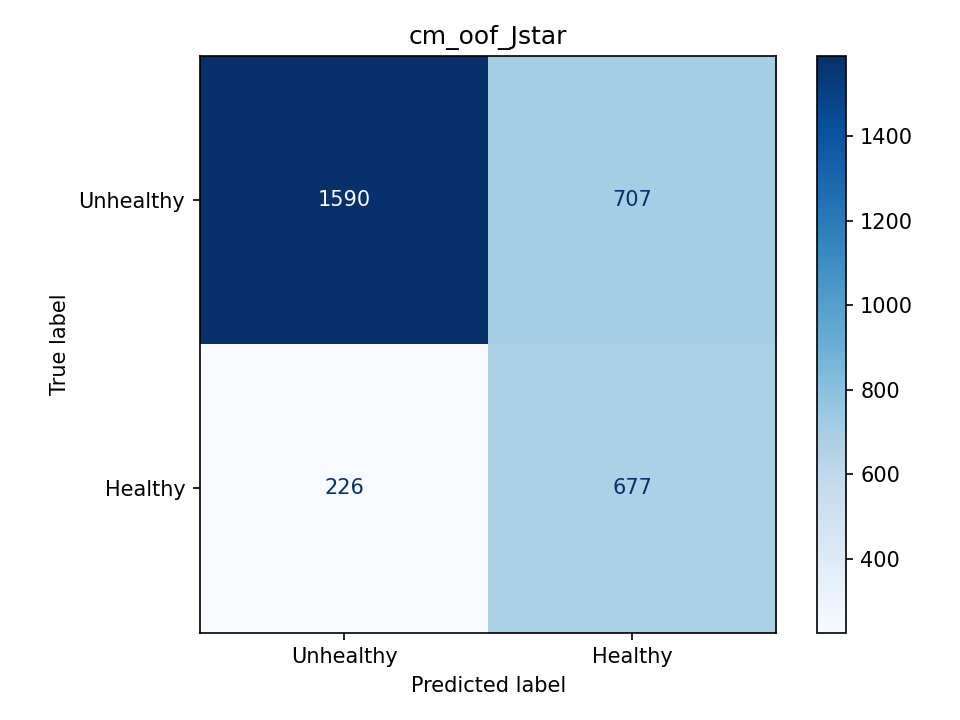 cm_oof_Jstar
True label
Unhealthy
1590
707
Healthy
226
677
Unhealthy
Healthy
Predicted label
1400
1200
1000
800
600
400